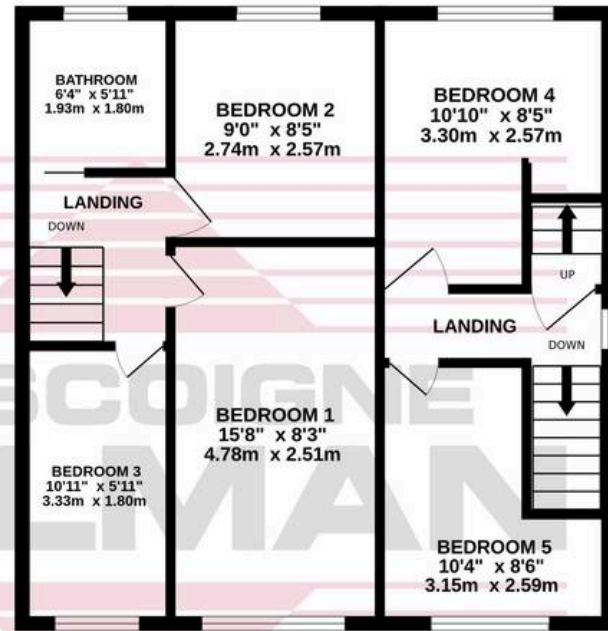 BATHROOM
6'4" x 5'11"
1.93m x 1.80m
BEDROOM 2
9'0" x 8'5"
2.74m x 2.57m
BEDROOM 4
10'10" x 8'5"
3.30m x 2.57m
LANDING
DOWN
UP
LANDING
DOWN
BEDROOM 1
15'8" x 8'3"
4.78m x 2.51m
BEDROOM 3
10'11" x 5'11"
3.33m x 1.80m
BEDROOM 5
10'4" x 8'6"
3.15m x 2.59m
SCOIGNE
LMAN